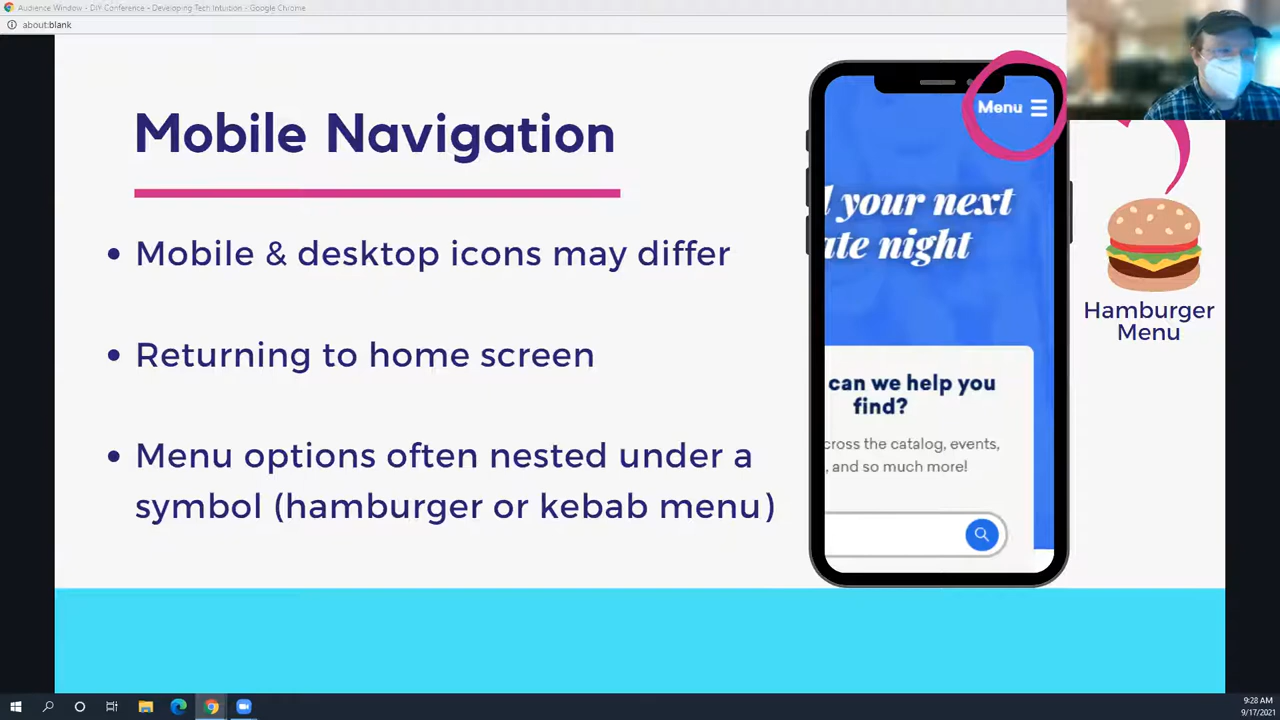 Audience Window - DIY Conference - Developing Tech Intuition - Google Chrome
about:blank
Mobile Navigation
• Mobile & desktop icons may differ
• Returning to home screen
• Menu options often nested under a
symbol (hamburger or kebab menu)
Menu
your next
ate night
can we help you
find?
cross the catalog, events,
, and so much more!
Hamburger
Menu
9:28 AM
9/17/2021